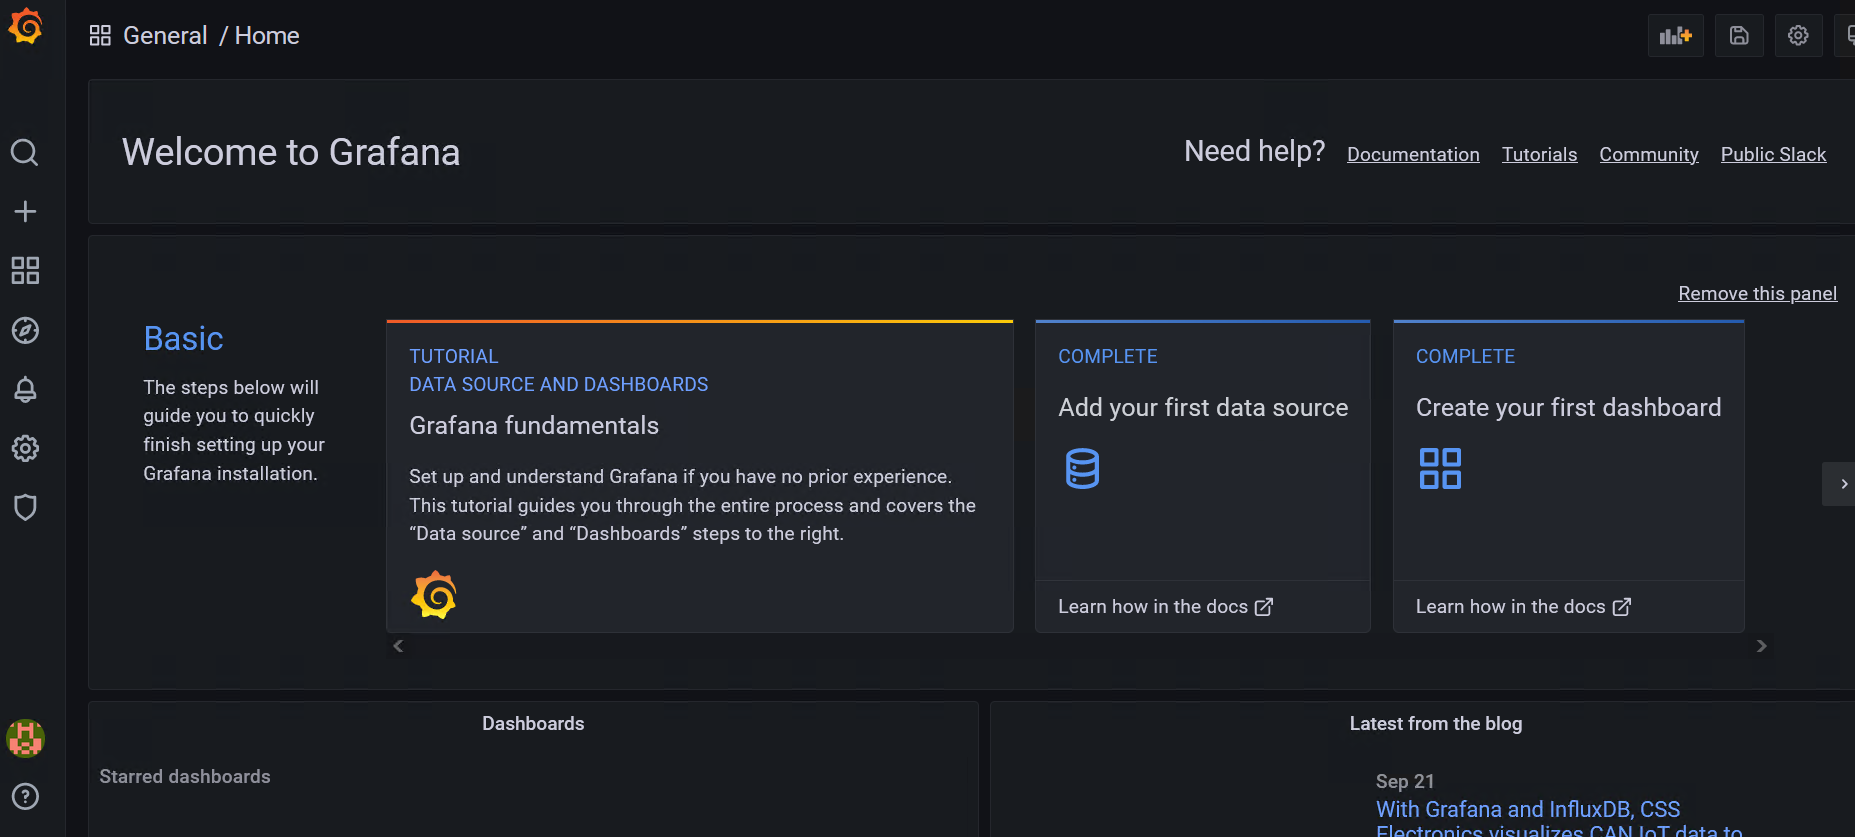 General / Home
Welcome to Grafana
Need help? Documentation Tutorials Community Public Slack
Remove this panel
Basic
The steps below will
guide you to quickly
finish setting up your
Grafana installation.
TUTORIAL
DATA SOURCE AND DASHBOARDS
Grafana fundamentals
Set up and understand Grafana if you have no prior experience.
This tutorial guides you through the entire process and covers the
“Data source” and “Dashboards” steps to the right.
COMPLETE
Add your first data source
Learn how in the docs
COMPLETE
Create your first dashboard
Learn how in the docs
Dashboards
Starred dashboards
Latest from the blog
Sep 21
With Grafana and InfluxDB, CSS
Electronics visualizes CAN IoT data to